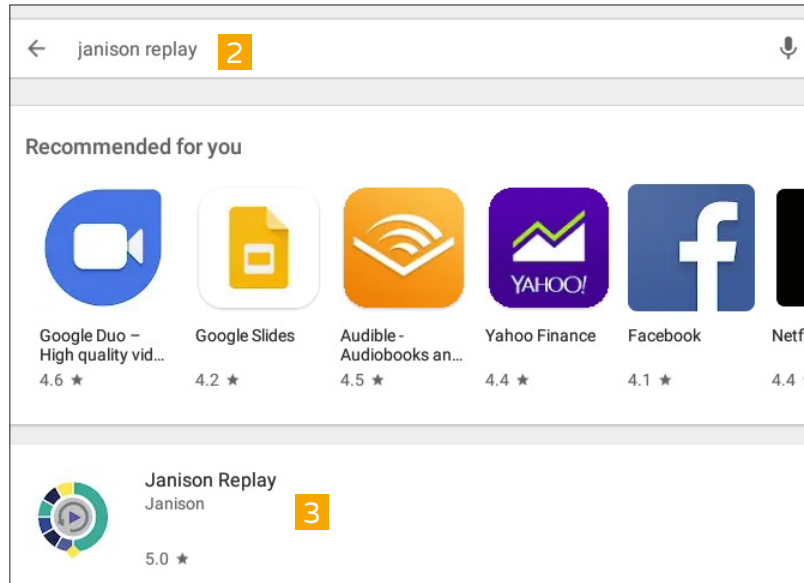 janison replay 2
Recommended for you
YAHOO!
Google Duo – High quality vid...
Google Slides
Audible - Audiobooks an...
Yahoo Finance
Facebook
Netf
4.6 ★
4.2 ★
4.5 ★
4.4 ★
4.1 ★
4.4
Janison Replay
Janison
3
5.0 ★